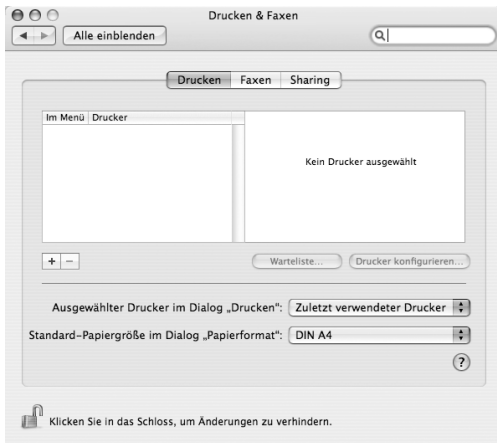 Drucken & Faxen
Alle einblenden
Drucken Faxen Sharing
Im Menü Drucker
Kein Drucker ausgewählt
+ −
Warteliste... Drucker konfigurieren...
Ausgewählter Drucker im Dialog „Drucken“: Zuletzt verwendeter Drucker
Standard-Papiergröße im Dialog „Papierformat“: DIN A4
?
Klicken Sie in das Schloss, um Änderungen zu verhindern.